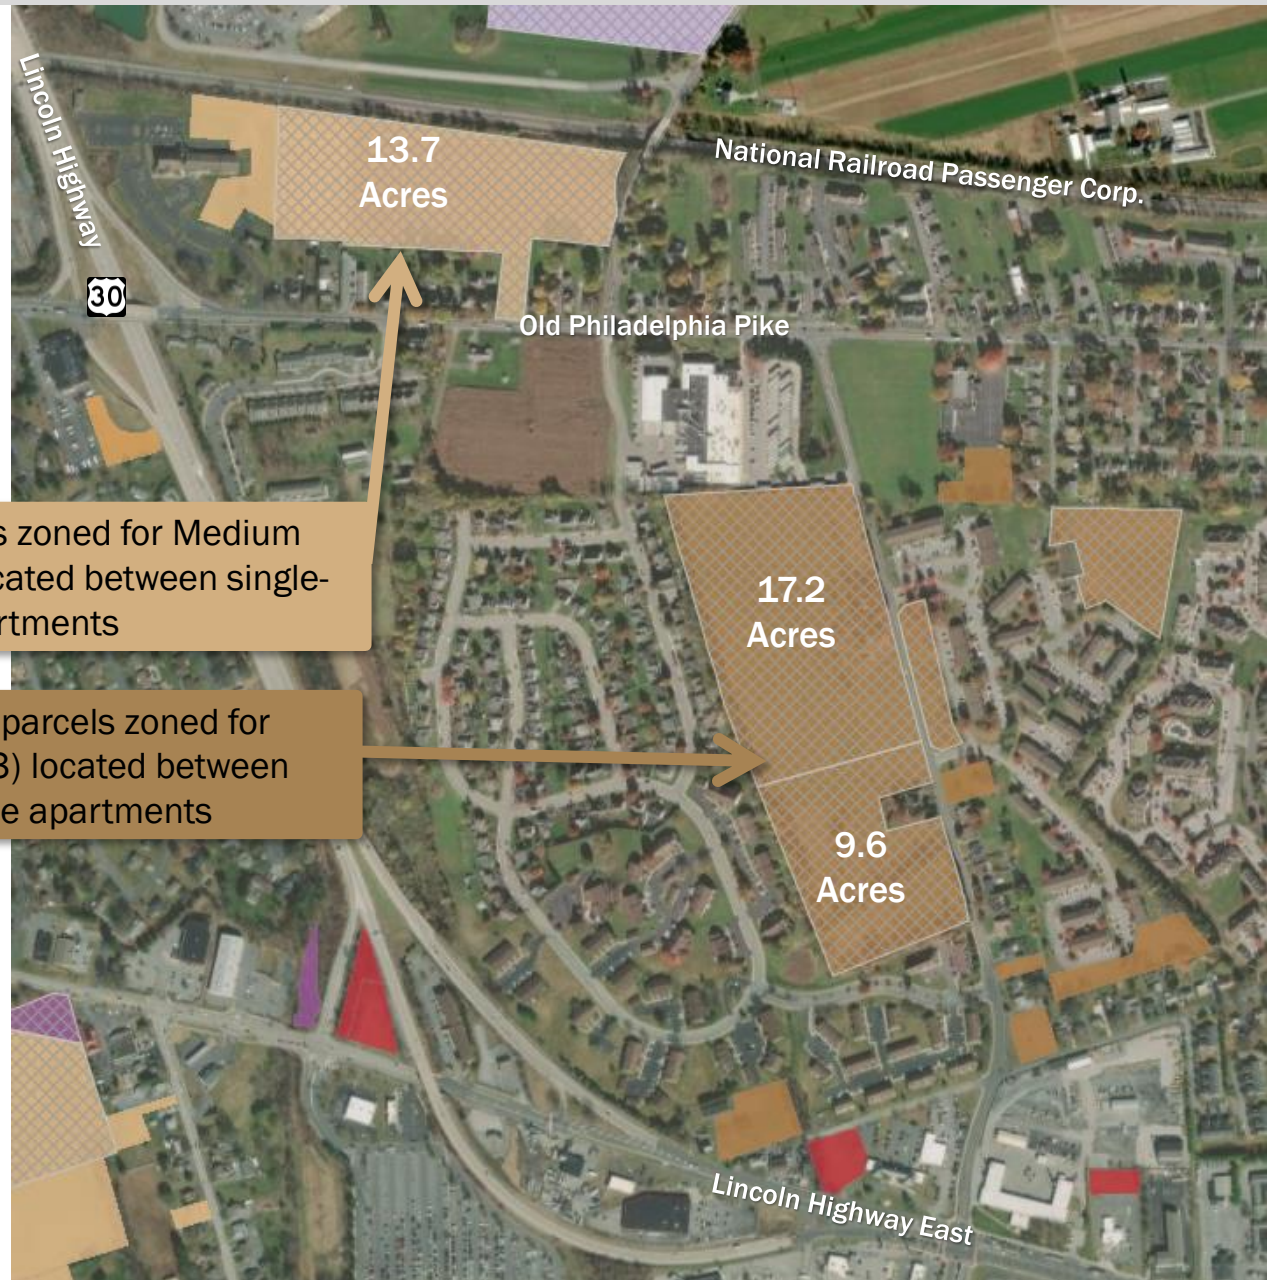 Lincoln Highway
13.7
Acres
National Railroad Passenger Corp.
30
Old Philadelphia Pike
s zoned for Medium
cated between single-
rtments
17.2
Acres
parcels zoned for
B) located between
e apartments
9.6
Acres
Lincoln Highway East